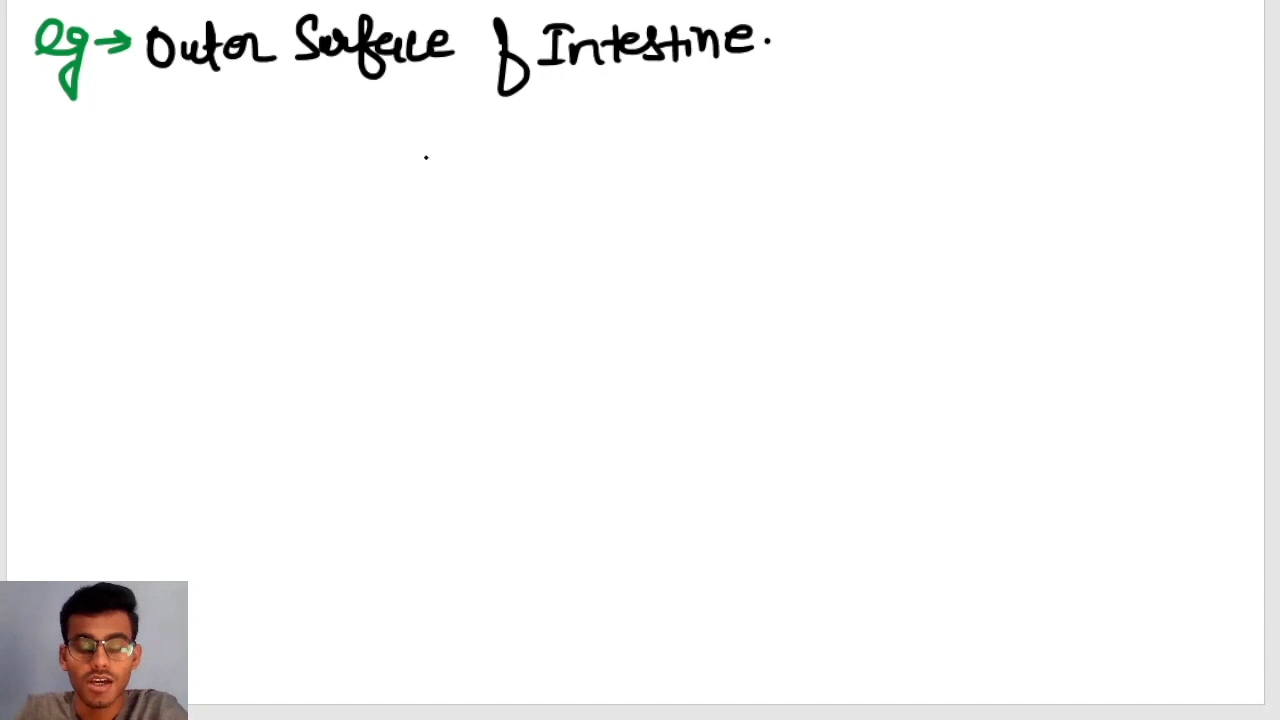 eg → Outer Surface of Intestine.